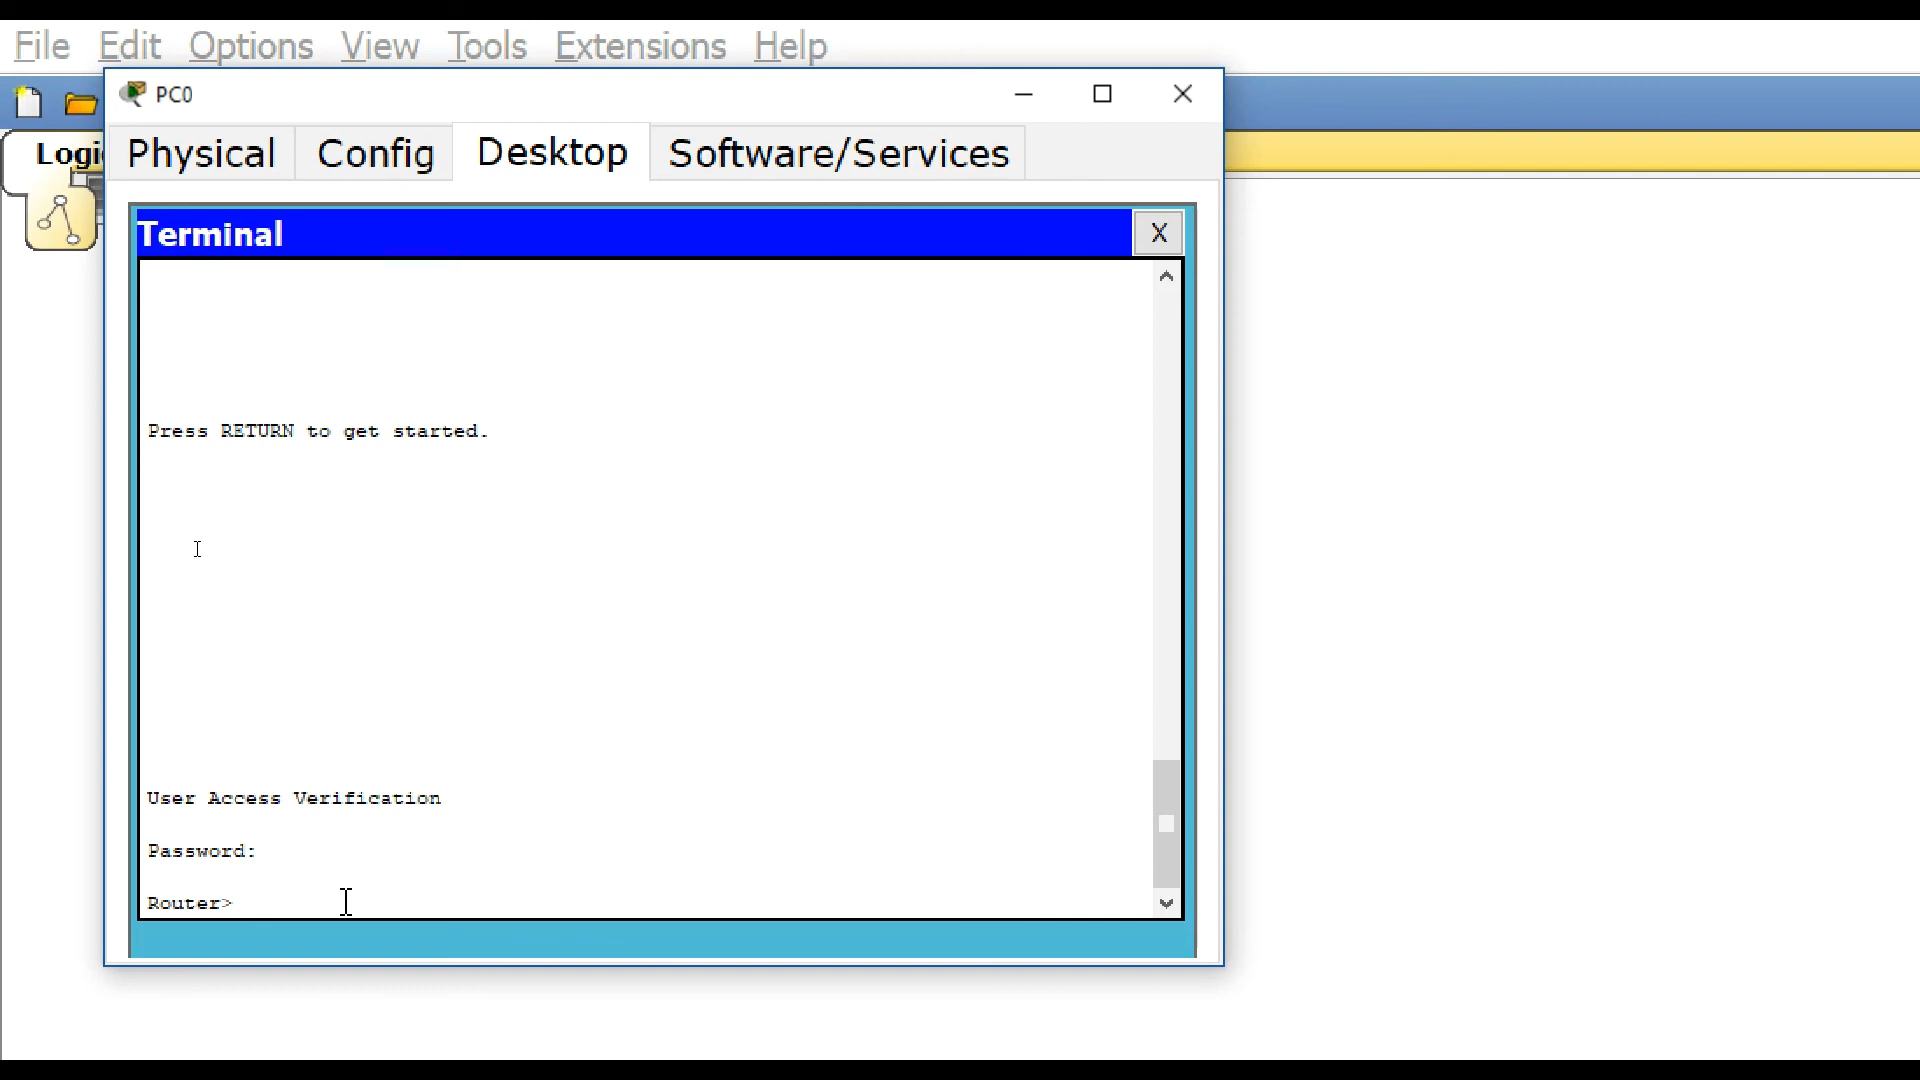 File Edit Options View Tools Extensions Help
PC0
Logi
Physical Config Desktop Software/Services
Terminal X
Press RETURN to get started.
User Access Verification
Password:
Router>